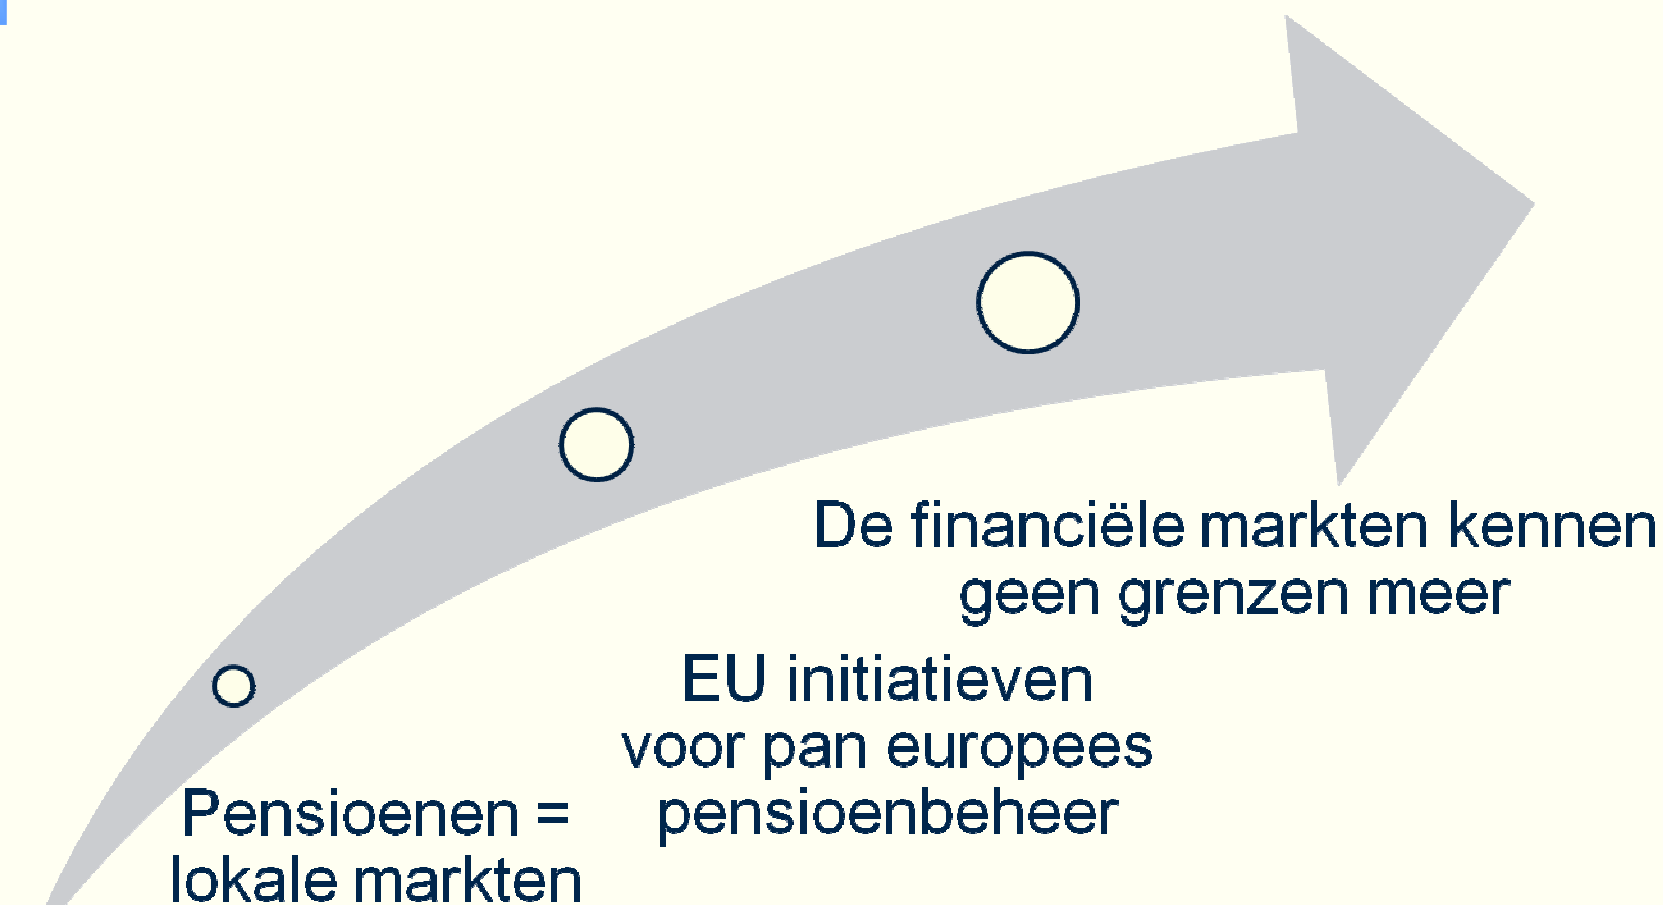 De financiële markten kennen
geen grenzen meer
EU initiatieven
voor pan europees
pensioenbeheer
Pensioenen =
lokale markten